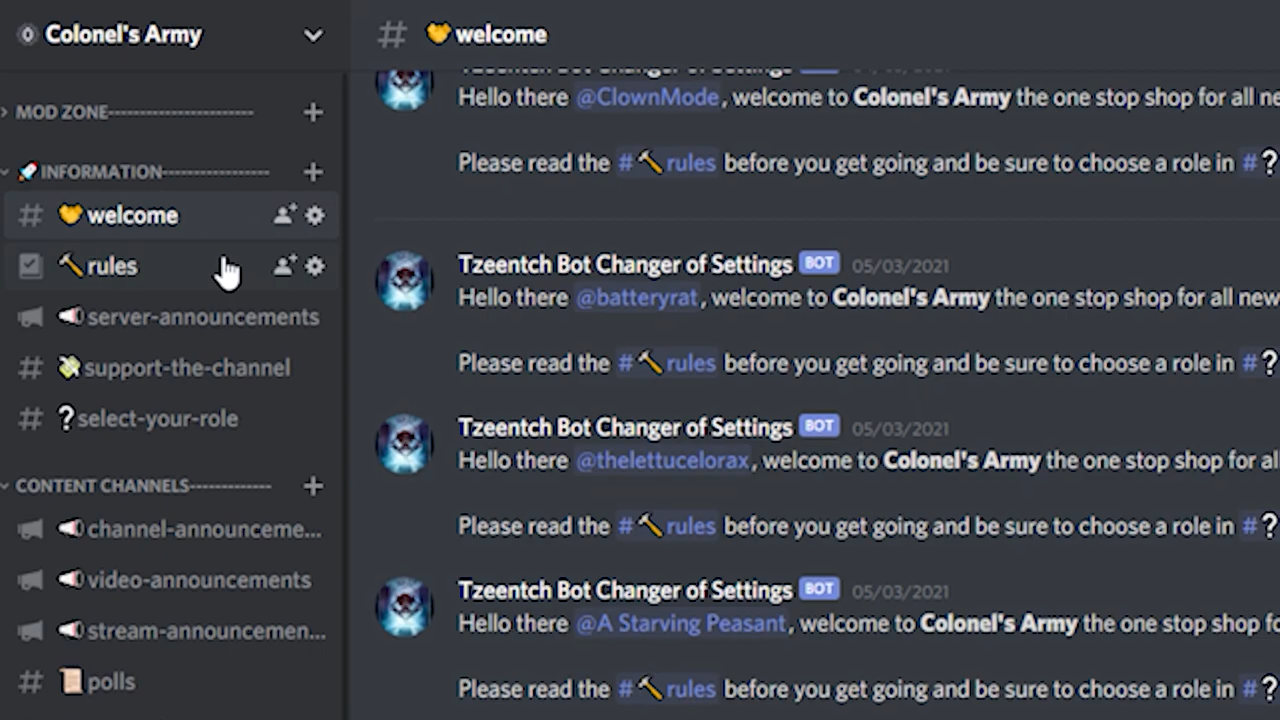 Colonel's Army
MOD ZONE-----------------------
INFORMATION-----------------
welcome
rules
server-announcements
support-the-channel
?select-your-role
CONTENT CHANNELS-------------
channel-announceme...
video-announcements
stream-announcemen...
polls
# welcome
Tzeentch Bot Changer of Settings
Hello there @ClownMode, welcome to Colonel's Army the one stop shop for all ne
Please read the # rules before you get going and be sure to choose a role in #?
Tzeentch Bot Changer of Settings BOT 05/03/2021
Hello there @batteryrat, welcome to Colonel's Army the one stop shop for all new
Please read the # rules before you get going and be sure to choose a role in #?
Tzeentch Bot Changer of Settings BOT 05/03/2021
Hello there @thelettucelorax, welcome to Colonel's Army the one stop shop for al
Please read the # rules before you get going and be sure to choose a role in #?
Tzeentch Bot Changer of Settings BOT 05/03/2021
Hello there @A Starving Peasant, welcome to Colonel's Army the one stop shop fo
Please read the # rules before you get going and be sure to choose a role in #?